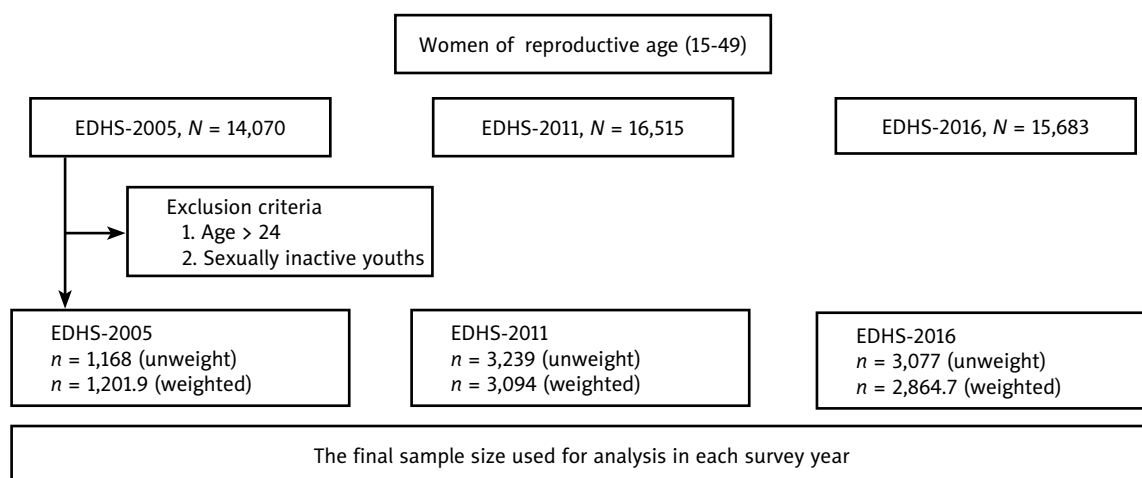 Women of reproductive age (15-49)
EDHS-2005, N = 14,070
EDHS-2011, N = 16,515
EDHS-2016, N = 15,683
Exclusion criteria
1. Age > 24
2. Sexually inactive youths
EDHS-2005
n = 1,168 (unweight)
n = 1,201.9 (weighted)
EDHS-2011
n = 3,239 (unweight)
n = 3,094 (weighted)
EDHS-2016
n = 3,077 (unweight)
n = 2,864.7 (weighted)
The final sample size used for analysis in each survey year